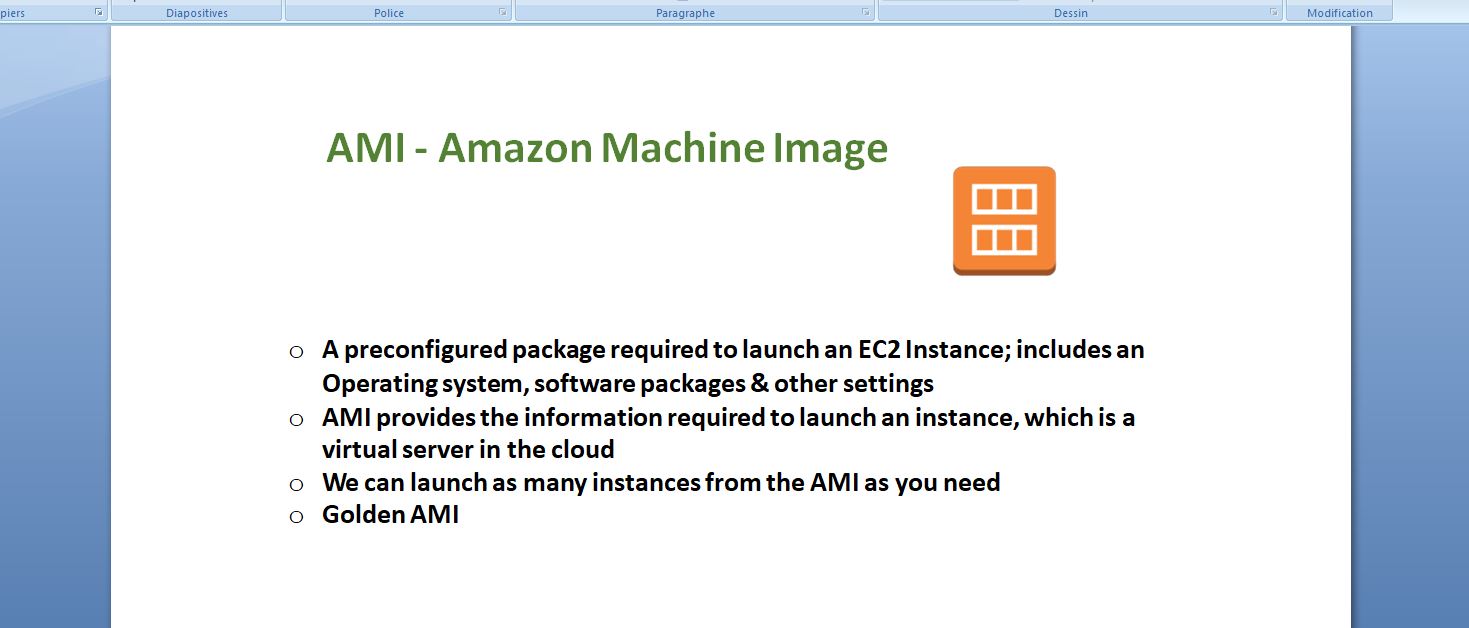 piers
Diapositives
Police
Paragraphe
Dessin
Modification
AMI - Amazon Machine Image
A preconfigured package required to launch an EC2 Instance; includes an
Operating system, software packages & other settings
AMI provides the information required to launch an instance, which is a
virtual server in the cloud
We can launch as many instances from the AMI as you need
Golden AMI